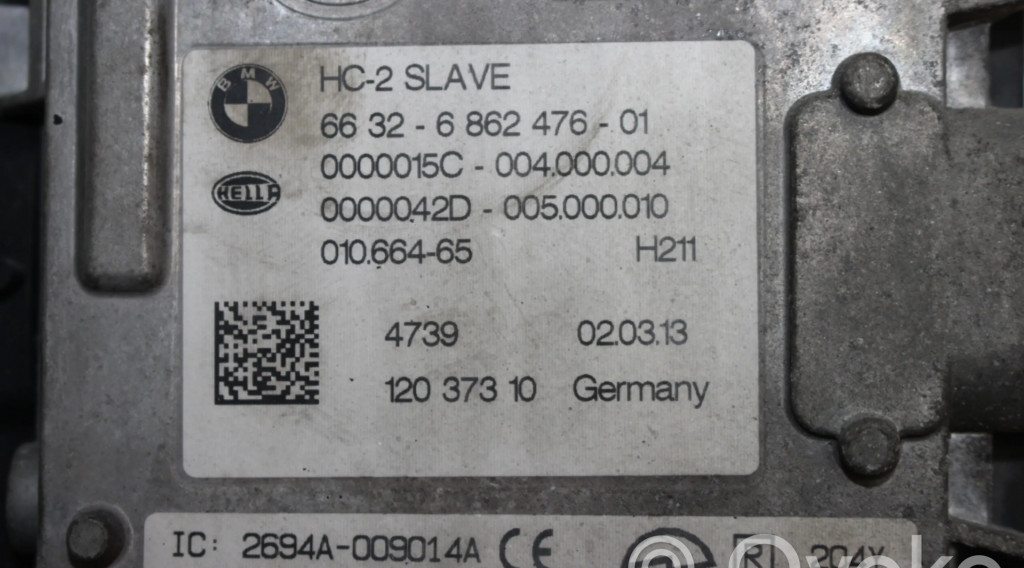 BMW
HC-2 SLAVE
66 32 - 6 862 476 - 01
0000015C - 004.000.004
HELLA
0000042D - 005.000.010
010.664-65 H211
4739 02.03.13
120 373 10 Germany
IC: 2694A-009014A CE